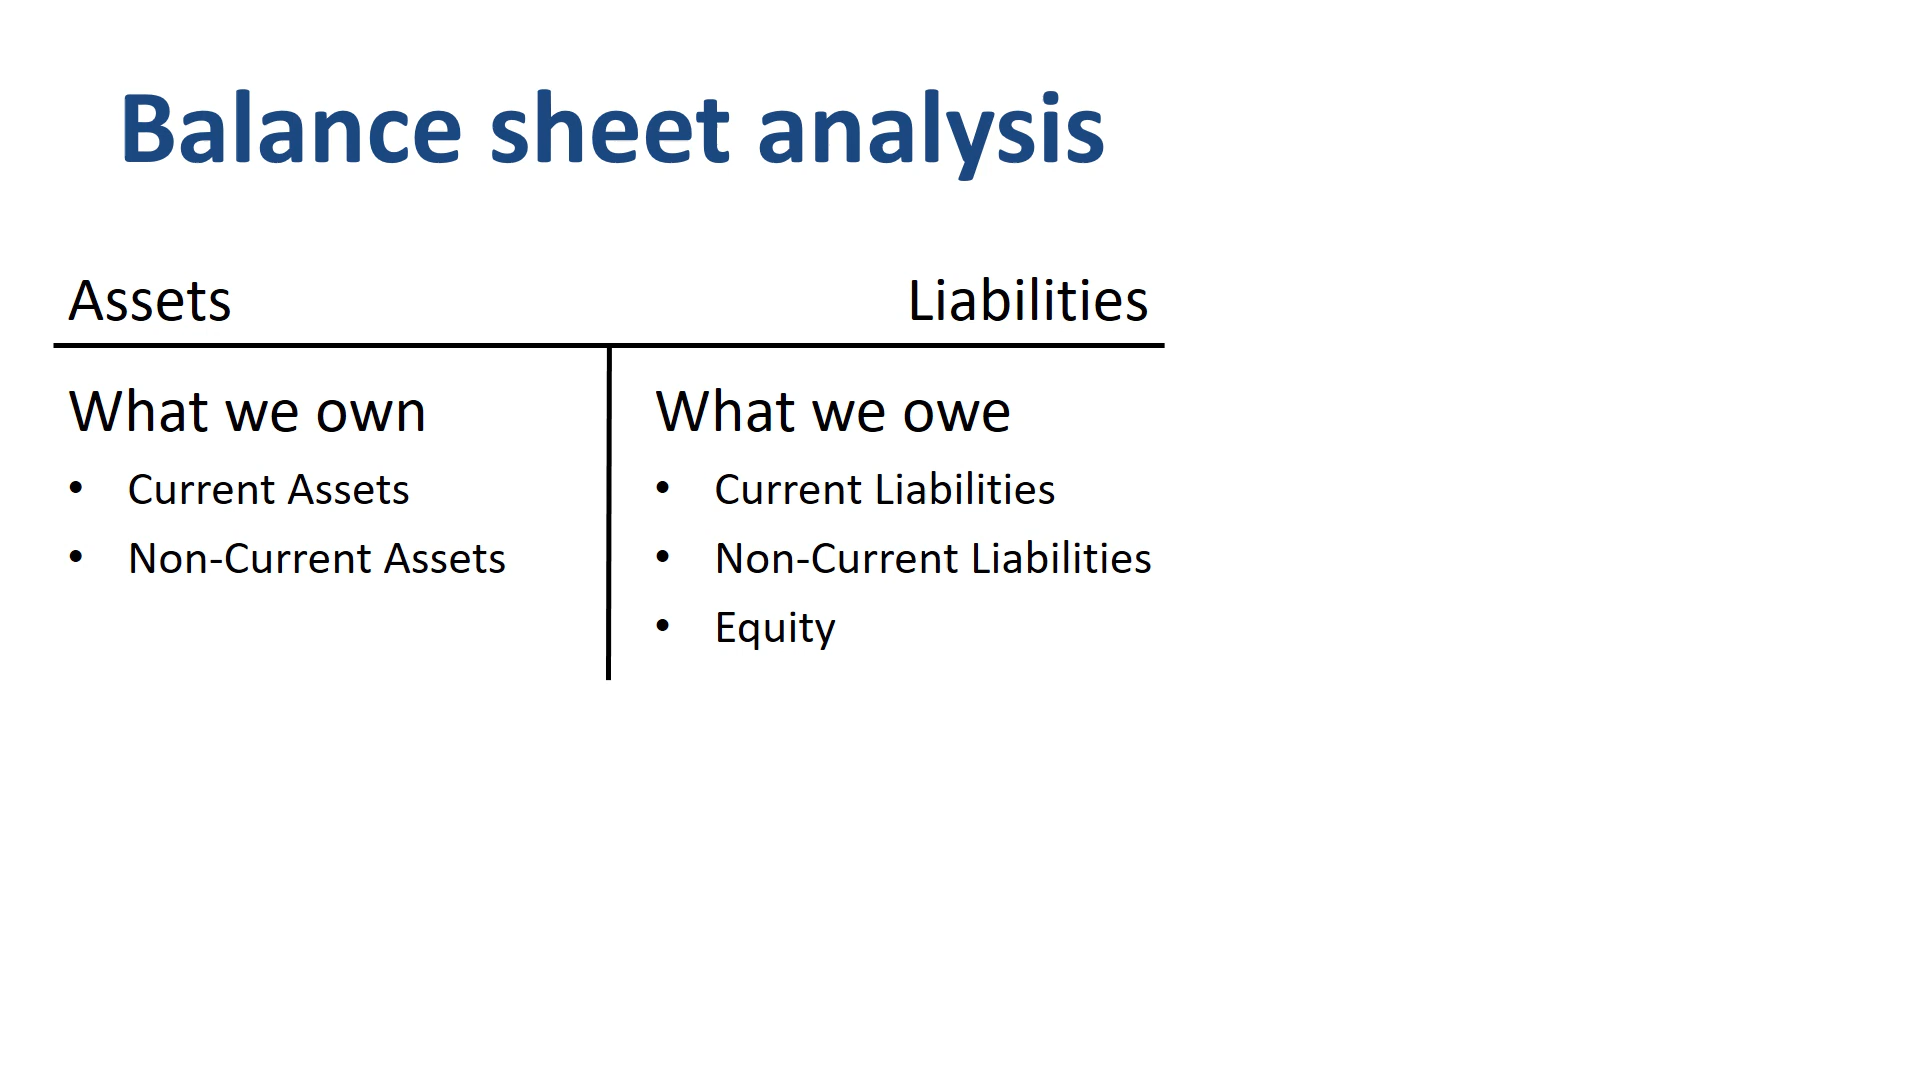 Balance sheet analysis
Assets
Liabilities
What we own
• Current Assets
• Non-Current Assets
What we owe
• Current Liabilities
• Non-Current Liabilities
• Equity